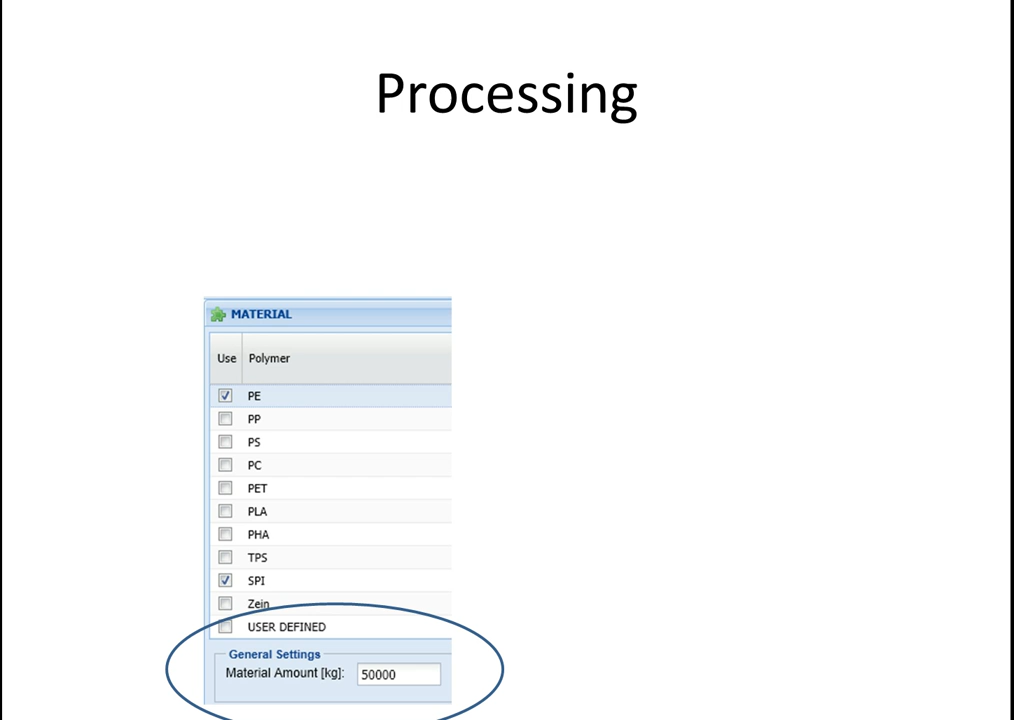 Processing
MATERIAL
Use Polymer
PE
PP
PS
PC
PET
PLA
PHA
TPS
SPI
Zein
USER DEFINED
General Settings
Material Amount [kg]: 50000